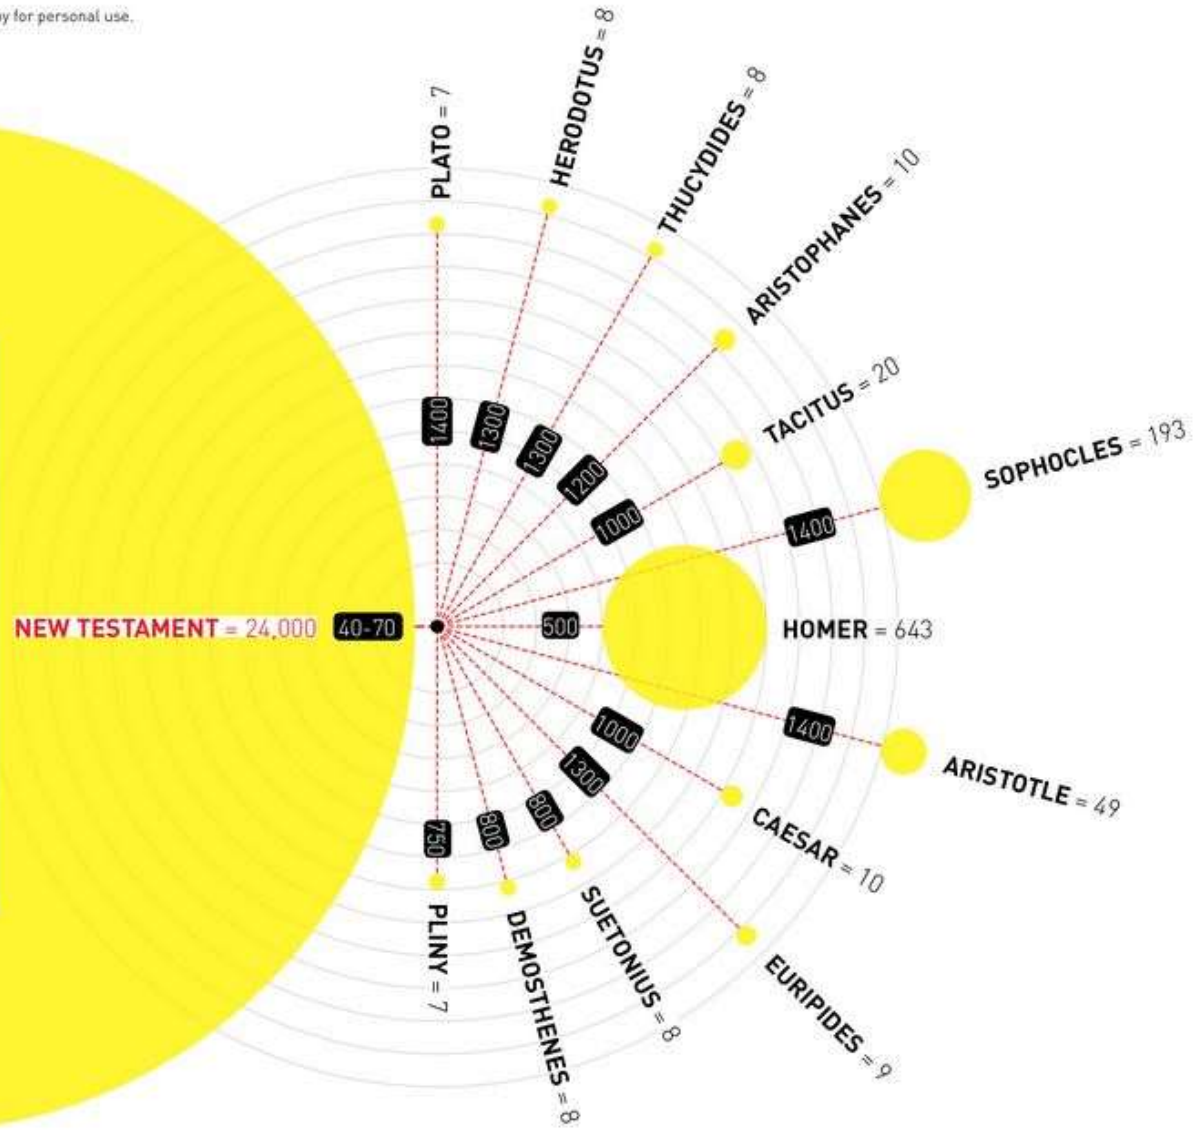 y for personal use.
PLATO = 7
HERODOTUS = 8
THUCYDIDES = 8
ARISTOPHANES = 10
TACITUS = 20
SOPHOCLES = 193
1400
1300
1300
1200
1000
1400
NEW TESTAMENT = 24,000
40-70
500
HOMER = 643
1400
ARISTOTLE = 49
1000
CAESAR = 10
1300
EURIPIDES = 9
800
SUETONIUS = 8
800
DEMOSTHENES = 8
750
PLINY = 7